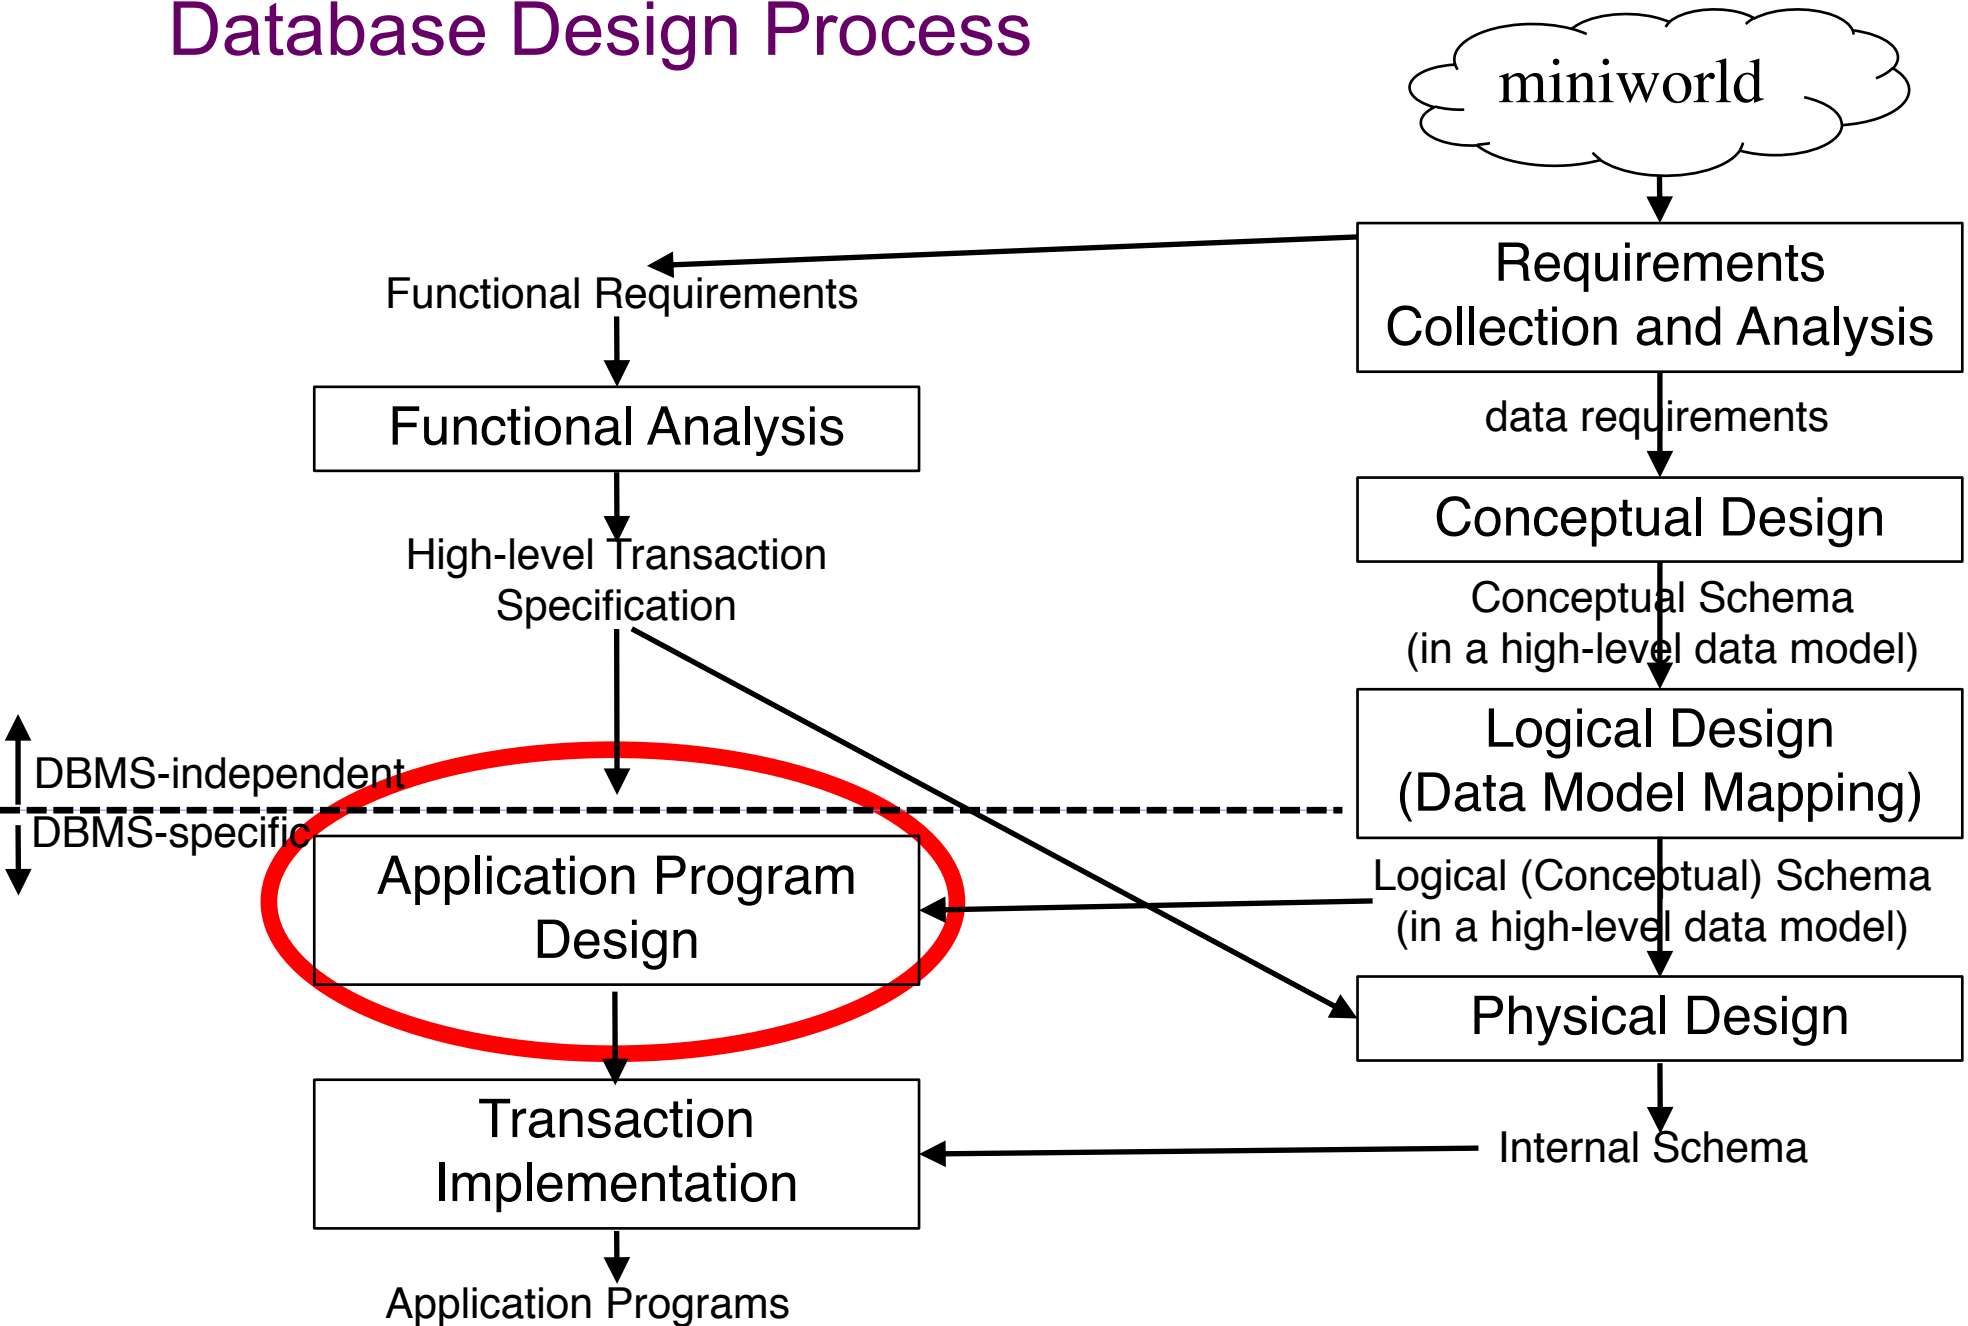 Database Design Process
miniworld
Requirements
Collection and Analysis
Functional Requirements
Functional Analysis
data requirements
Conceptual Design
High-level Transaction
Specification
Conceptual Schema
(in a high-level data model)
Logical Design
(Data Model Mapping)
DBMS-independent
DBMS-specific
Application Program
Design
Logical (Conceptual) Schema
(in a high-level data model)
Physical Design
Transaction
Implementation
Internal Schema
Application Programs